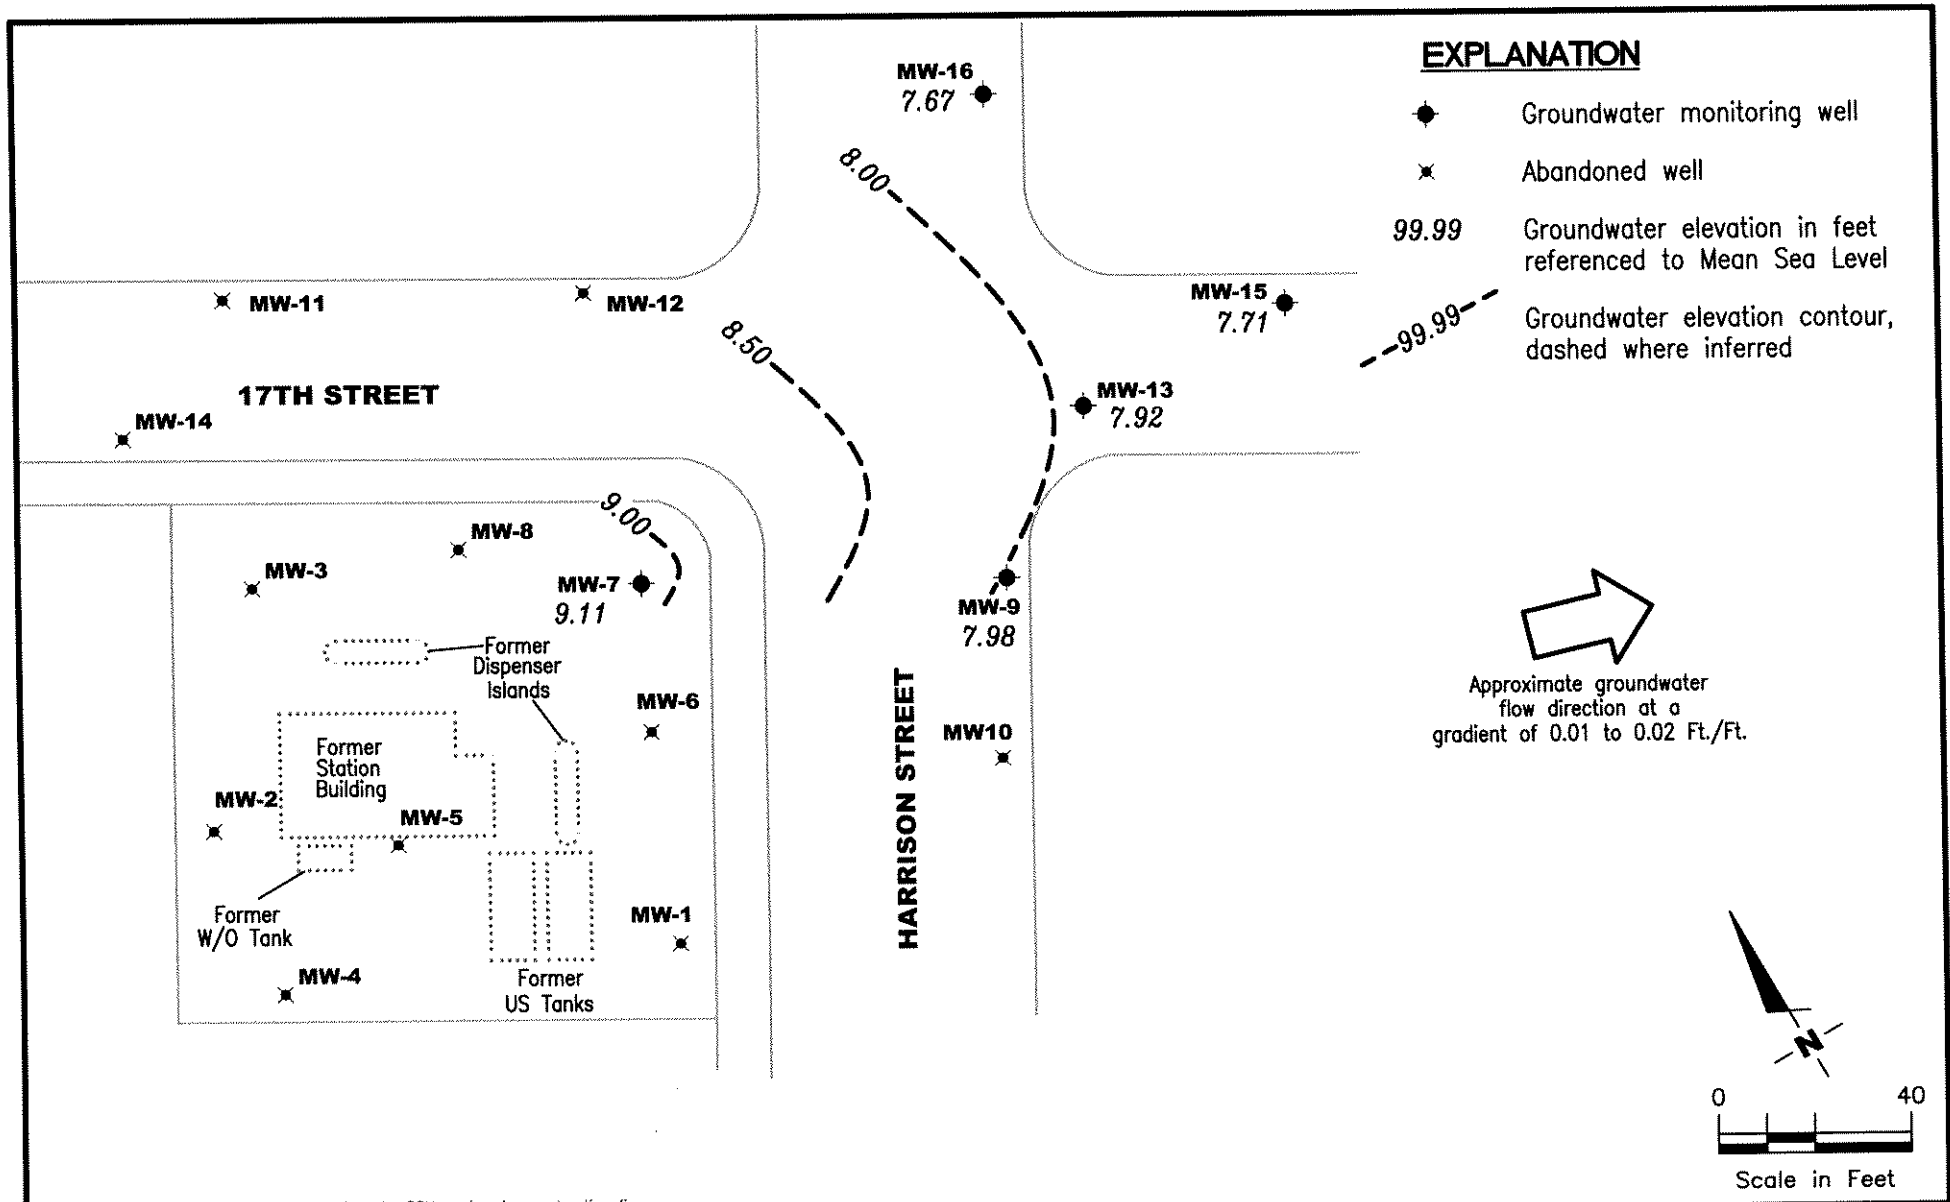 EXPLANATION
Groundwater monitoring well
Abandoned well
99.99
Groundwater elevation in feet
referenced to Mean Sea Level
99.99
Groundwater elevation contour,
dashed where inferred
MW-16
7.67
8.00
MW-15
7.71
MW-11
MW-12
8.50
17TH STREET
MW-13
7.92
MW-14
9.00
MW-8
MW-3
MW-7
9.11
MW-9
7.98
Former
Dispenser
Islands
MW-6
MW10
HARRISON STREET
Former
Station
Building
MW-2
MW-5
Former
W/O Tank
MW-1
MW-4
Former
US Tanks
Approximate groundwater
flow direction at a
gradient of 0.01 to 0.02 Ft./Ft.
N
0 40
Scale in Feet